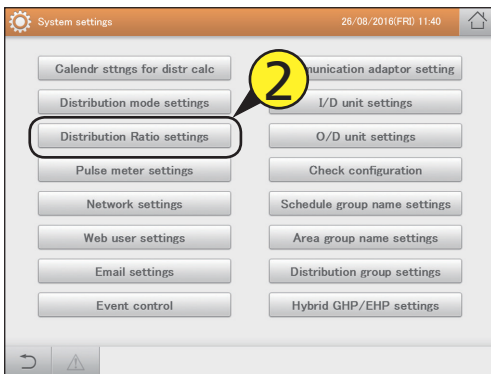 System settings
26/08/2016(FRI) 11:40
Calendr sttngs for distr calc
munication adaptor setting
2
Distribution mode settings
I/D unit settings
Distribution Ratio settings
O/D unit settings
Pulse meter settings
Check configuration
Network settings
Schedule group name settings
Web user settings
Area group name settings
Email settings
Distribution group settings
Event control
Hybrid GHP/EHP settings